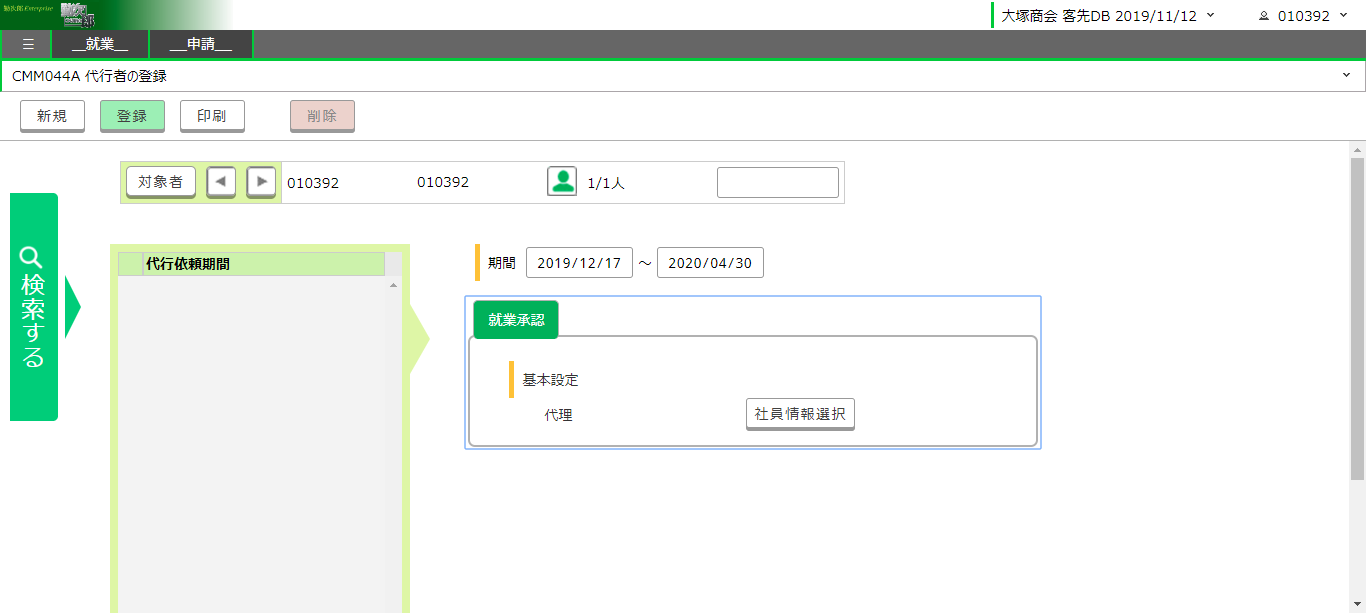 勤次郎 Enterprise
大塚商会 客先DB 2019/11/12
010392
☰ __就業__ __申請__
CMM044A 代行者の登録
新規 登録 印刷 削除
対象者 ◀ ▶ 010392 010392 1/1人
検索する
代行依頼期間
期間 2019/12/17 ～ 2020/04/30
就業承認
基本設定
代理 社員情報選択